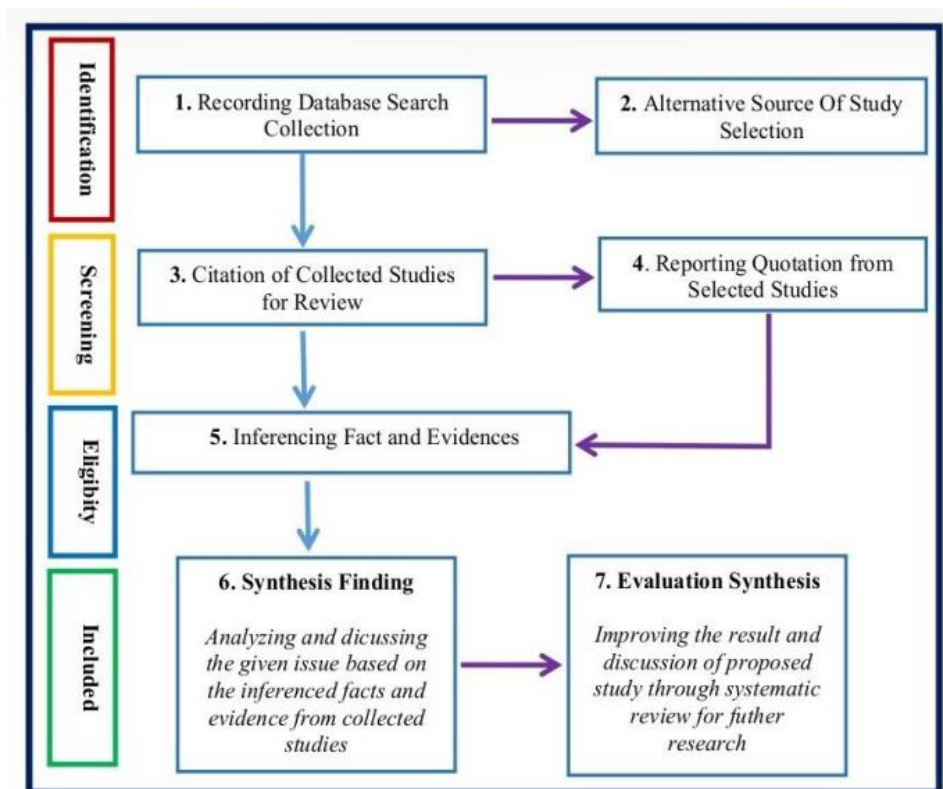 Identification
1. Recording Database Search
Collection
2. Alternative Source Of Study
Selection
Screening
3. Citation of Collected Studies
for Review
4. Reporting Quotation from
Selected Studies
Eligibity
5. Inferencing Fact and Evidences
Included
6. Synthesis Finding
Analyzing and dicussing
the given issue based on
the inferenced facts and
evidence from collected
studies
7. Evaluation Synthesis
Improving the result and
discussion of proposed
study through systematic
review for futher
research